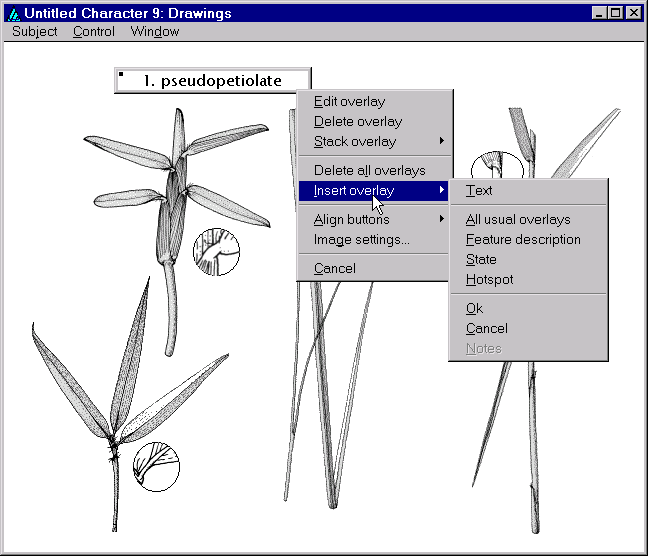 Untitled Character 9: Drawings
Subject Control Window
1. pseudopetiolate
Edit overlay
Delete overlay
Stack overlay
Delete all overlays
Insert overlay
Align buttons
Image settings...
Cancel
Text
All usual overlays
Feature description
State
Hotspot
Ok
Cancel
Notes